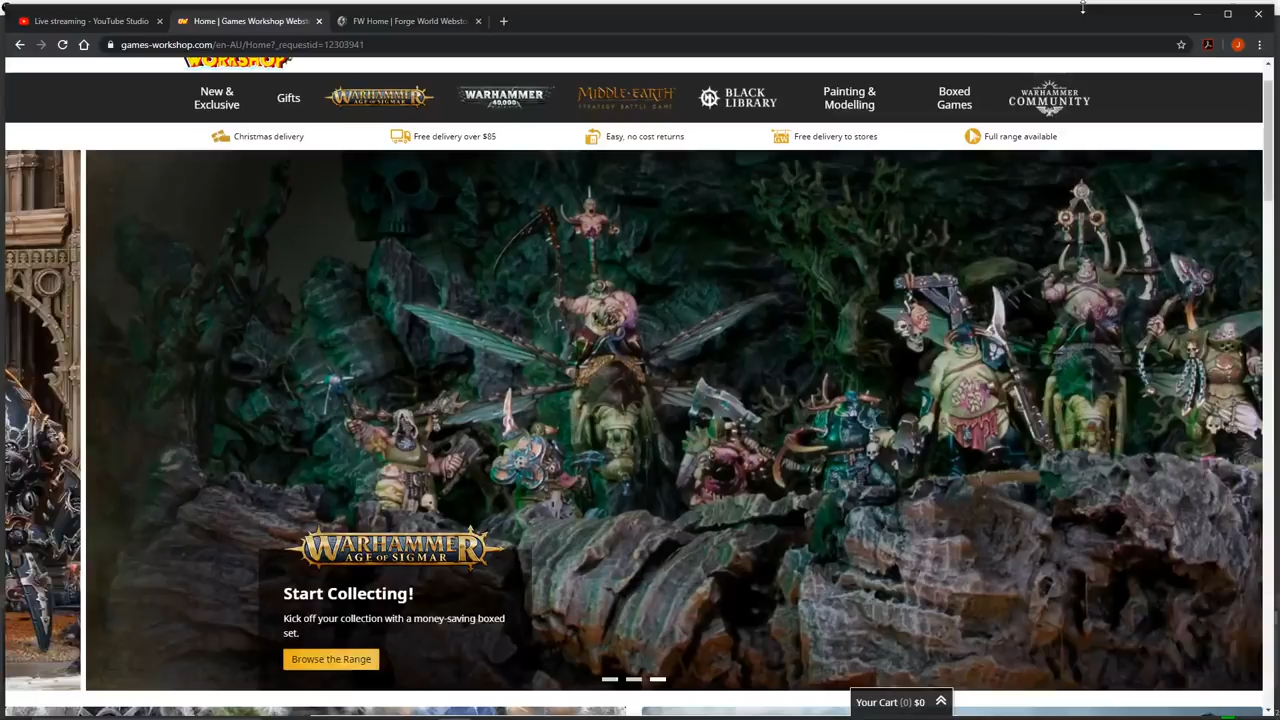 Live streaming - YouTube Studio
Home | Games Workshop Webst
FW Home | Forge World Websto
games-workshop.com/en-AU/Home?_requestid=12303941
WORKSHOP
New &
Exclusive
Gifts
WARHAMMER
AGE OF SIGMAR
WARHAMMER
40,000
MIDDLE-EARTH
STRATEGY BATTLE GAME
BLACK
LIBRARY
Painting &
Modelling
Boxed
Games
WARHAMMER
COMMUNITY
Christmas delivery
Free delivery over $85
Easy, no cost returns
Free delivery to stores
Full range available
WARHAMMER
AGE OF SIGMAR
Start Collecting!
Kick off your collection with a money-saving boxed
set.
Browse the Range
Your Cart (0) $0